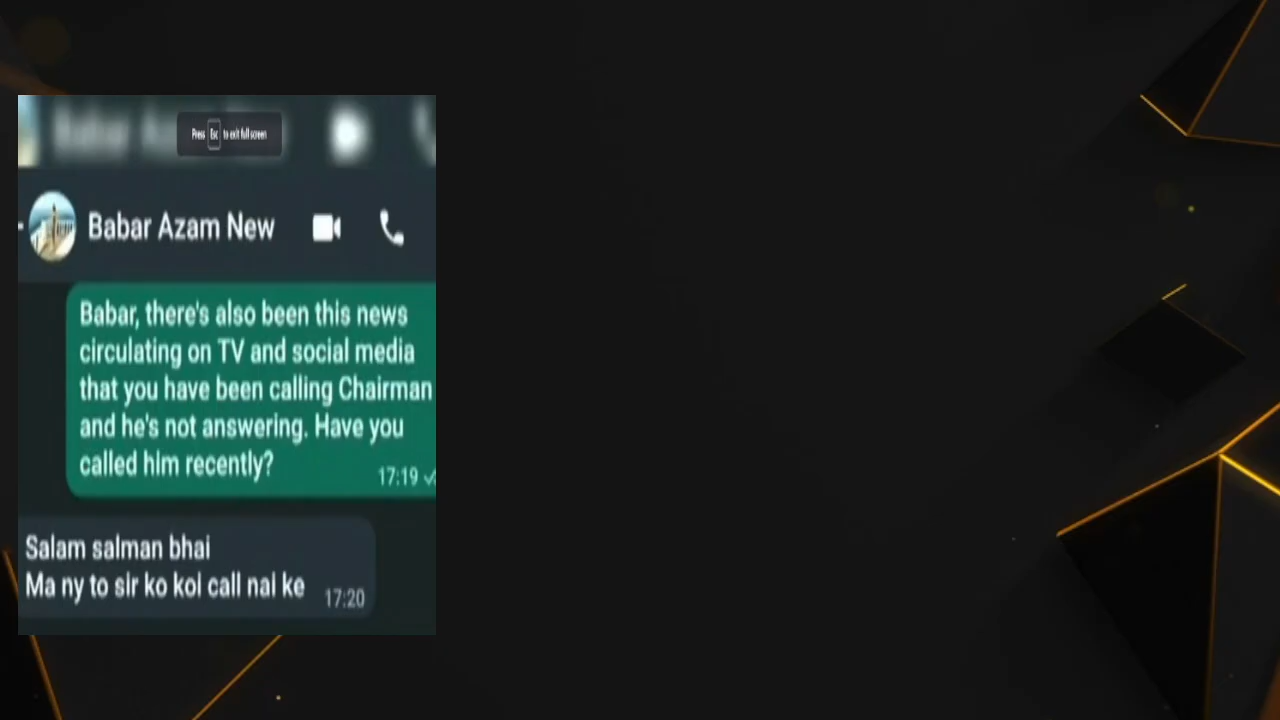 Press Esc to exit full screen
Babar Azam New
Babar, there's also been this news
circulating on TV and social media
that you have been calling Chairman
and he's not answering. Have you
called him recently?
17:19
Salam salman bhai
Ma ny to sir ko koi call nai ke
17:20